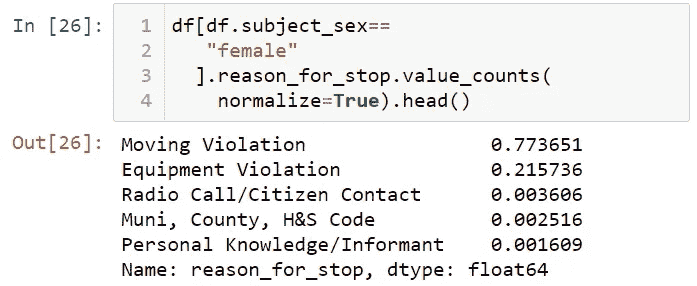 In [26]:
1 df[df.subject_sex==
2 "female"
3 ].reason_for_stop.value_counts(
4 normalize=True).head()
Out[26]:
Moving Violation 0.773651
Equipment Violation 0.215736
Radio Call/Citizen Contact 0.003606
Muni, County, H&S Code 0.002516
Personal Knowledge/Informant 0.001609
Name: reason_for_stop, dtype: float64